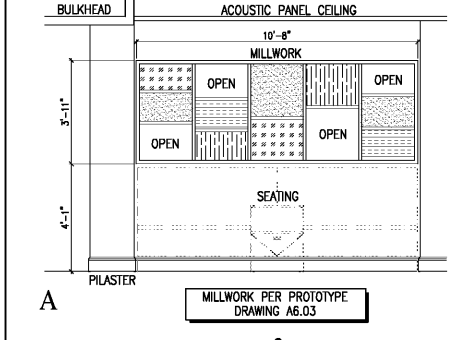 BULKHEAD
ACOUSTIC PANEL CEILING
10'-8"
MILLWORK
OPEN
OPEN
3'-11"
OPEN
OPEN
SEATING
4'-1"
PILASTER
A
MILLWORK PER PROTOTYPE
DRAWING A6.03